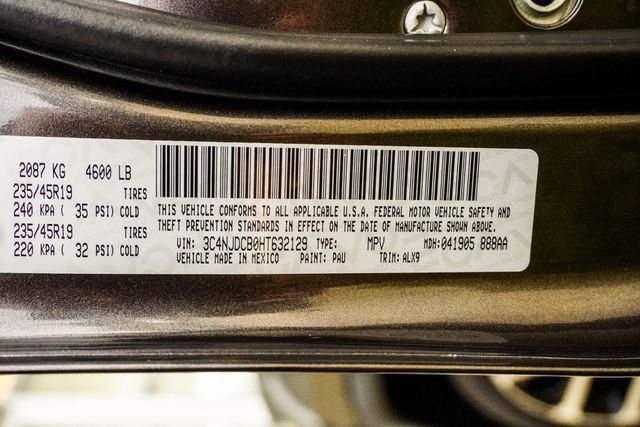 2087 KG 4600 LB
235/45R19 TIRES
240 KPA ( 35 PSI) COLD
235/45R19 TIRES
220 KPA ( 32 PSI) COLD
THIS VEHICLE CONFORMS TO ALL APPLICABLE U.S.A. FEDERAL MOTOR VEHICLE SAFETY AND
THEFT PREVENTION STANDARDS IN EFFECT ON THE DATE OF MANUFACTURE SHOWN ABOVE.
VIN: 3C4NJDCB0HT632129 TYPE: MPV MDH: 041905 888AA
VEHICLE MADE IN MEXICO PAINT: PAU TRIM: ALX9